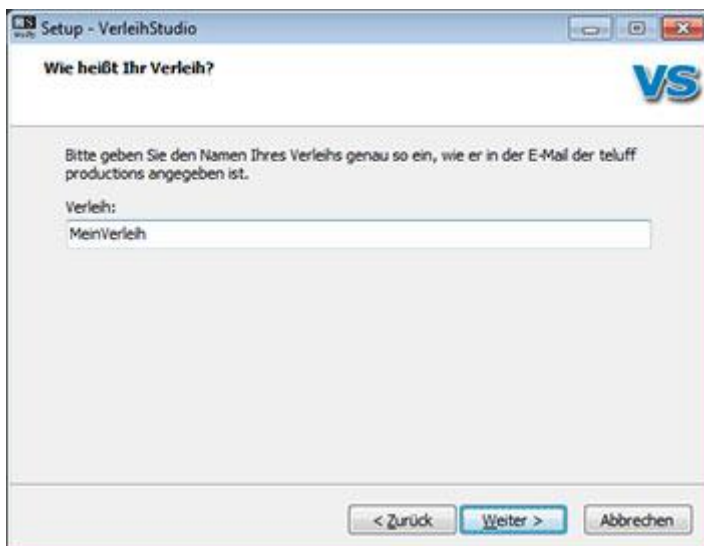 Setup - VerleihStudio
Wie heißt Ihr Verleih?
VS
Bitte geben Sie den Namen Ihres Verleihs genau so ein, wie er in der E-Mail der teluff
productions angegeben ist.
Verleih:
MeinVerleih
< Zurück Weiter > Abbrechen